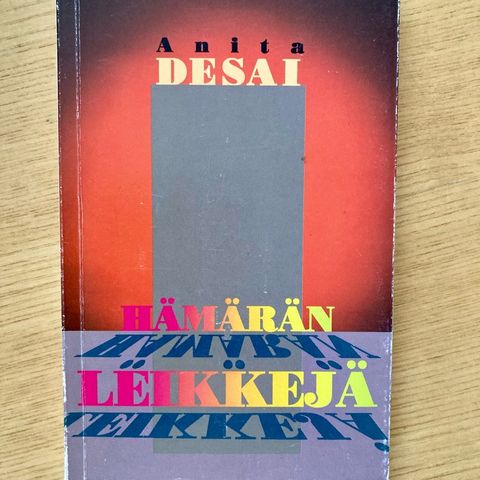 Anita
DESAI
HÄMÄRÄN
LEIKKEJÄ